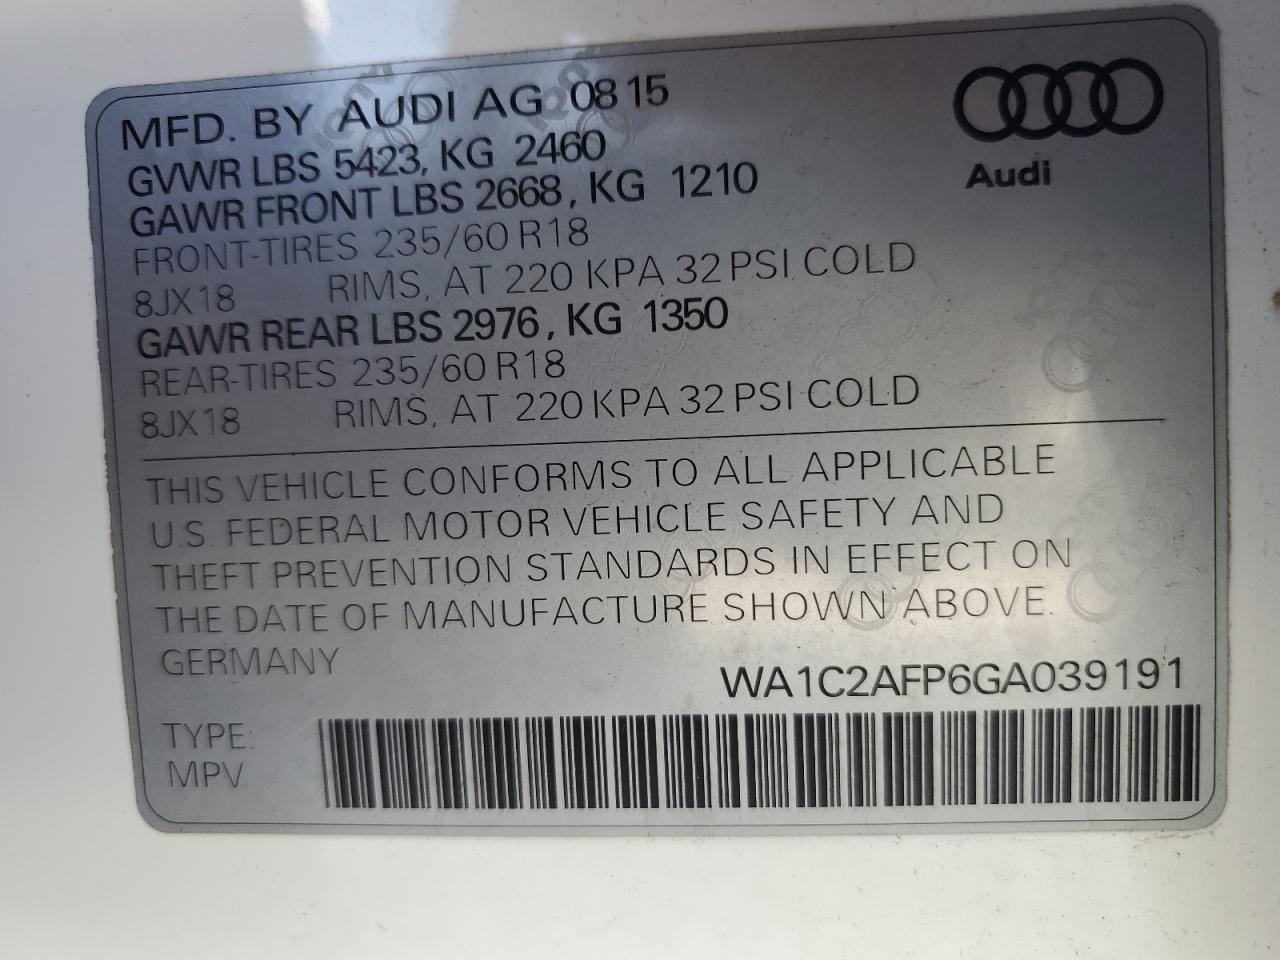 MFD. BY AUDI AG 08 15
GVWR LBS 5423, KG 2460
GAWR FRONT LBS 2668, KG 1210
FRONT-TIRES 235/60 R18
8JX18 RIMS, AT 220 KPA 32 PSI COLD
GAWR REAR LBS 2976, KG 1350
REAR-TIRES 235/60 R18
8JX18 RIMS, AT 220 KPA 32 PSI COLD
Audi
THIS VEHICLE CONFORMS TO ALL APPLICABLE
U.S. FEDERAL MOTOR VEHICLE SAFETY AND
THEFT PREVENTION STANDARDS IN EFFECT ON
THE DATE OF MANUFACTURE SHOWN ABOVE.
GERMANY
WA1C2AFP6GA039191
TYPE:
MPV